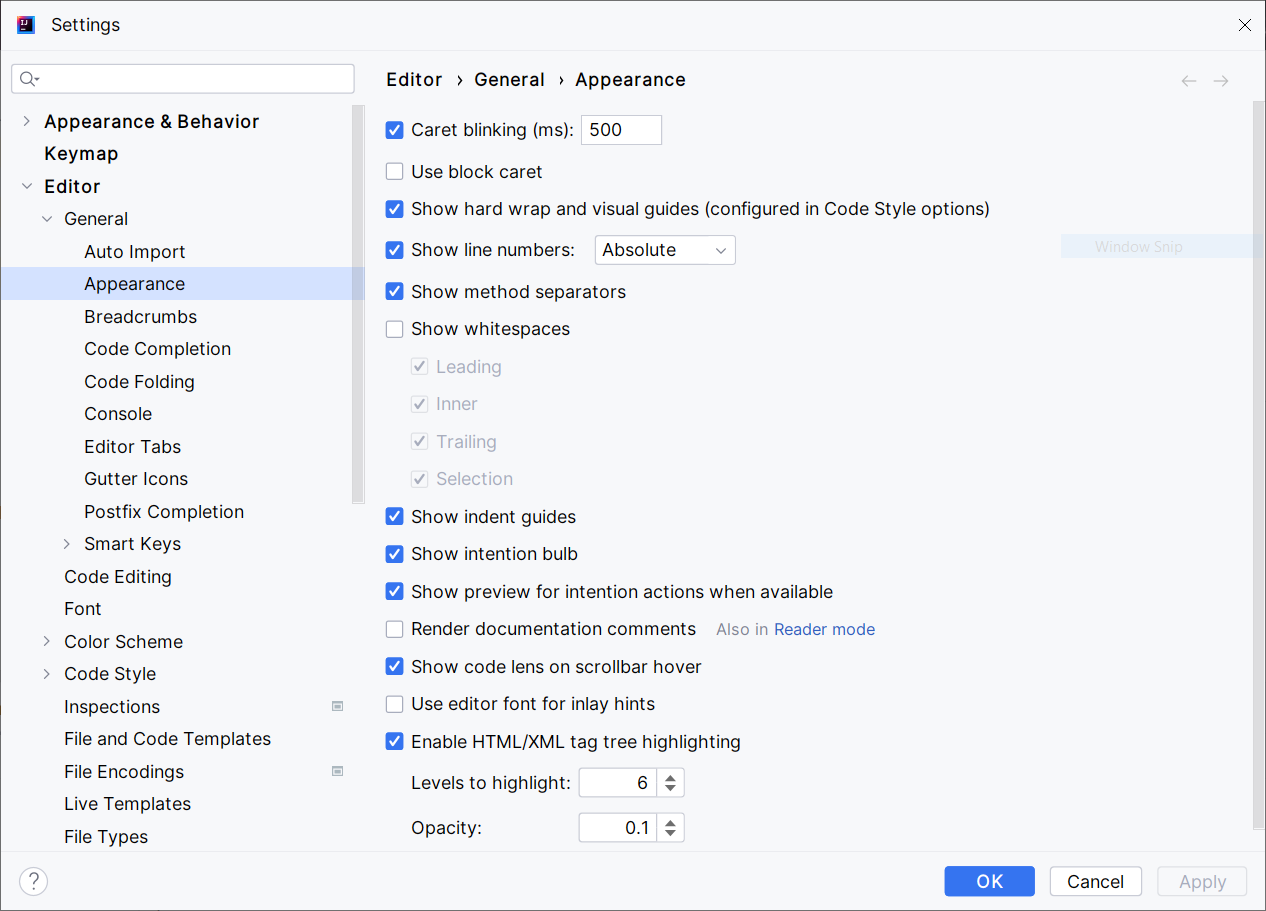 Settings
Editor › General › Appearance
Appearance & Behavior
Keymap
Editor
General
Auto Import
Appearance
Breadcrumbs
Code Completion
Code Folding
Console
Editor Tabs
Gutter Icons
Postfix Completion
Smart Keys
Code Editing
Font
Color Scheme
Code Style
Inspections
File and Code Templates
File Encodings
Live Templates
File Types
Caret blinking (ms): 500
Use block caret
Show hard wrap and visual guides (configured in Code Style options)
Show line numbers: Absolute
Window Snip
Show method separators
Show whitespaces
Leading
Inner
Trailing
Selection
Show indent guides
Show intention bulb
Show preview for intention actions when available
Render documentation comments Also in Reader mode
Show code lens on scrollbar hover
Use editor font for inlay hints
Enable HTML/XML tag tree highlighting
Levels to highlight: 6
Opacity: 0.1
? OK Cancel Apply